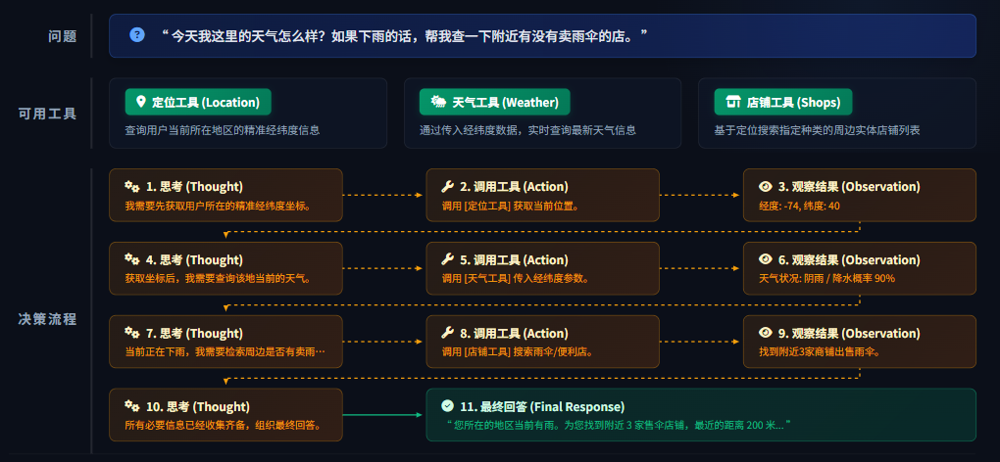 问题
? “ 今天我这里的天气怎么样？如果下雨的话，帮我查一下附近有没有卖雨伞的店。”
可用工具
定位工具 (Location)
查询用户当前所在地区的精准经纬度信息
天气工具 (Weather)
通过传入经纬度数据，实时查询最新天气信息
店铺工具 (Shops)
基于定位搜索指定种类的周边实体店铺列表
决策流程
1. 思考 (Thought)
我需要先获取用户所在的精准经纬度坐标。
2. 调用工具 (Action)
调用 [定位工具] 获取当前位置。
3. 观察结果 (Observation)
经度: -74, 纬度: 40
4. 思考 (Thought)
获取坐标后，我需要查询该地当前的天气。
5. 调用工具 (Action)
调用 [天气工具] 传入经纬度参数。
6. 观察结果 (Observation)
天气状况: 阴雨 / 降水概率 90%
7. 思考 (Thought)
当前正在下雨，我需要检索周边是否有卖雨…
8. 调用工具 (Action)
调用 [店铺工具] 搜索雨伞/便利店。
9. 观察结果 (Observation)
找到附近3家商铺出售雨伞。
10. 思考 (Thought)
所有必要信息已经收集齐备，组织最终回答。
11. 最终回答 (Final Response)
“ 您所在的地区当前有雨。为您找到附近 3 家售伞店铺，最近的距离 200 米... ”